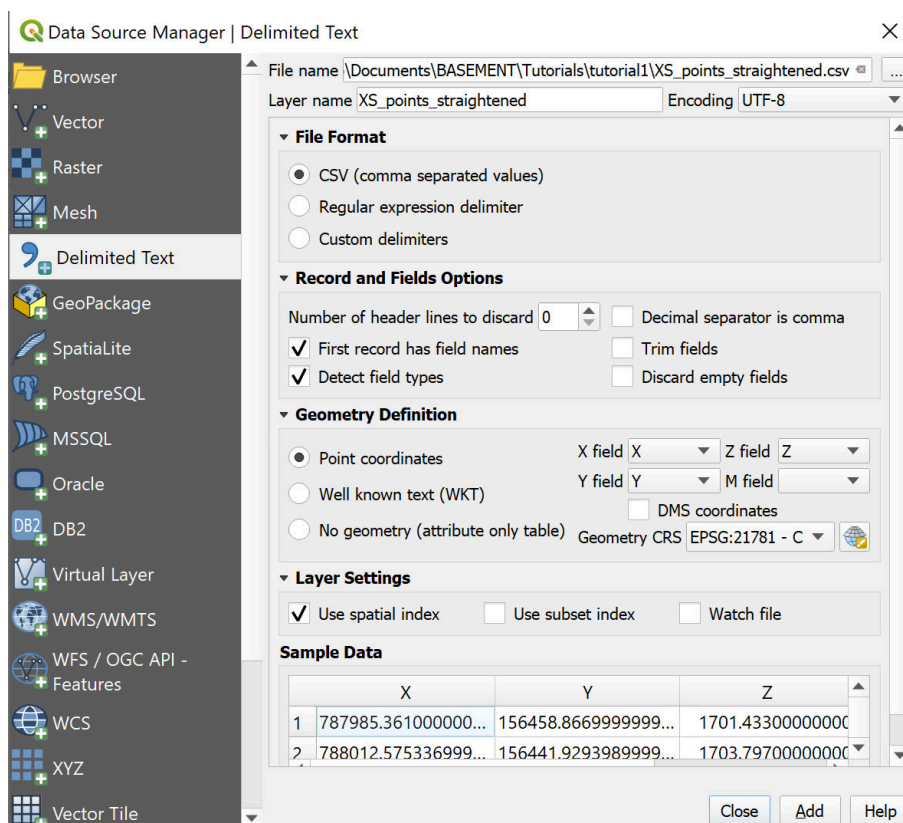 Data Source Manager | Delimited Text
Browser
Vector
Raster
Mesh
Delimited Text
GeoPackage
SpatiaLite
PostgreSQL
MSSQL
Oracle
DB2 DB2
Virtual Layer
WMS/WMTS
WFS / OGC API -
Features
WCS
XYZ
Vector Tile
File name \Documents\BASEMENT\Tutorials\tutorial1\XS_points_straightened.csv ...
Layer name XS_points_straightened Encoding UTF-8
File Format
CSV (comma separated values)
Regular expression delimiter
Custom delimiters
Record and Fields Options
Number of header lines to discard 0 Decimal separator is comma
First record has field names Trim fields
Detect field types Discard empty fields
Geometry Definition
Point coordinates X field X Z field Z
Well known text (WKT) Y field Y M field
DMS coordinates
No geometry (attribute only table) Geometry CRS EPSG:21781 - C
Layer Settings
Use spatial index Use subset index Watch file
Sample Data
X Y Z
1 787985.361000000... 156458.8669999999... 1701.43300000000
2 788012.575336999... 156441.9293989999... 1703.79700000000
Close Add Help